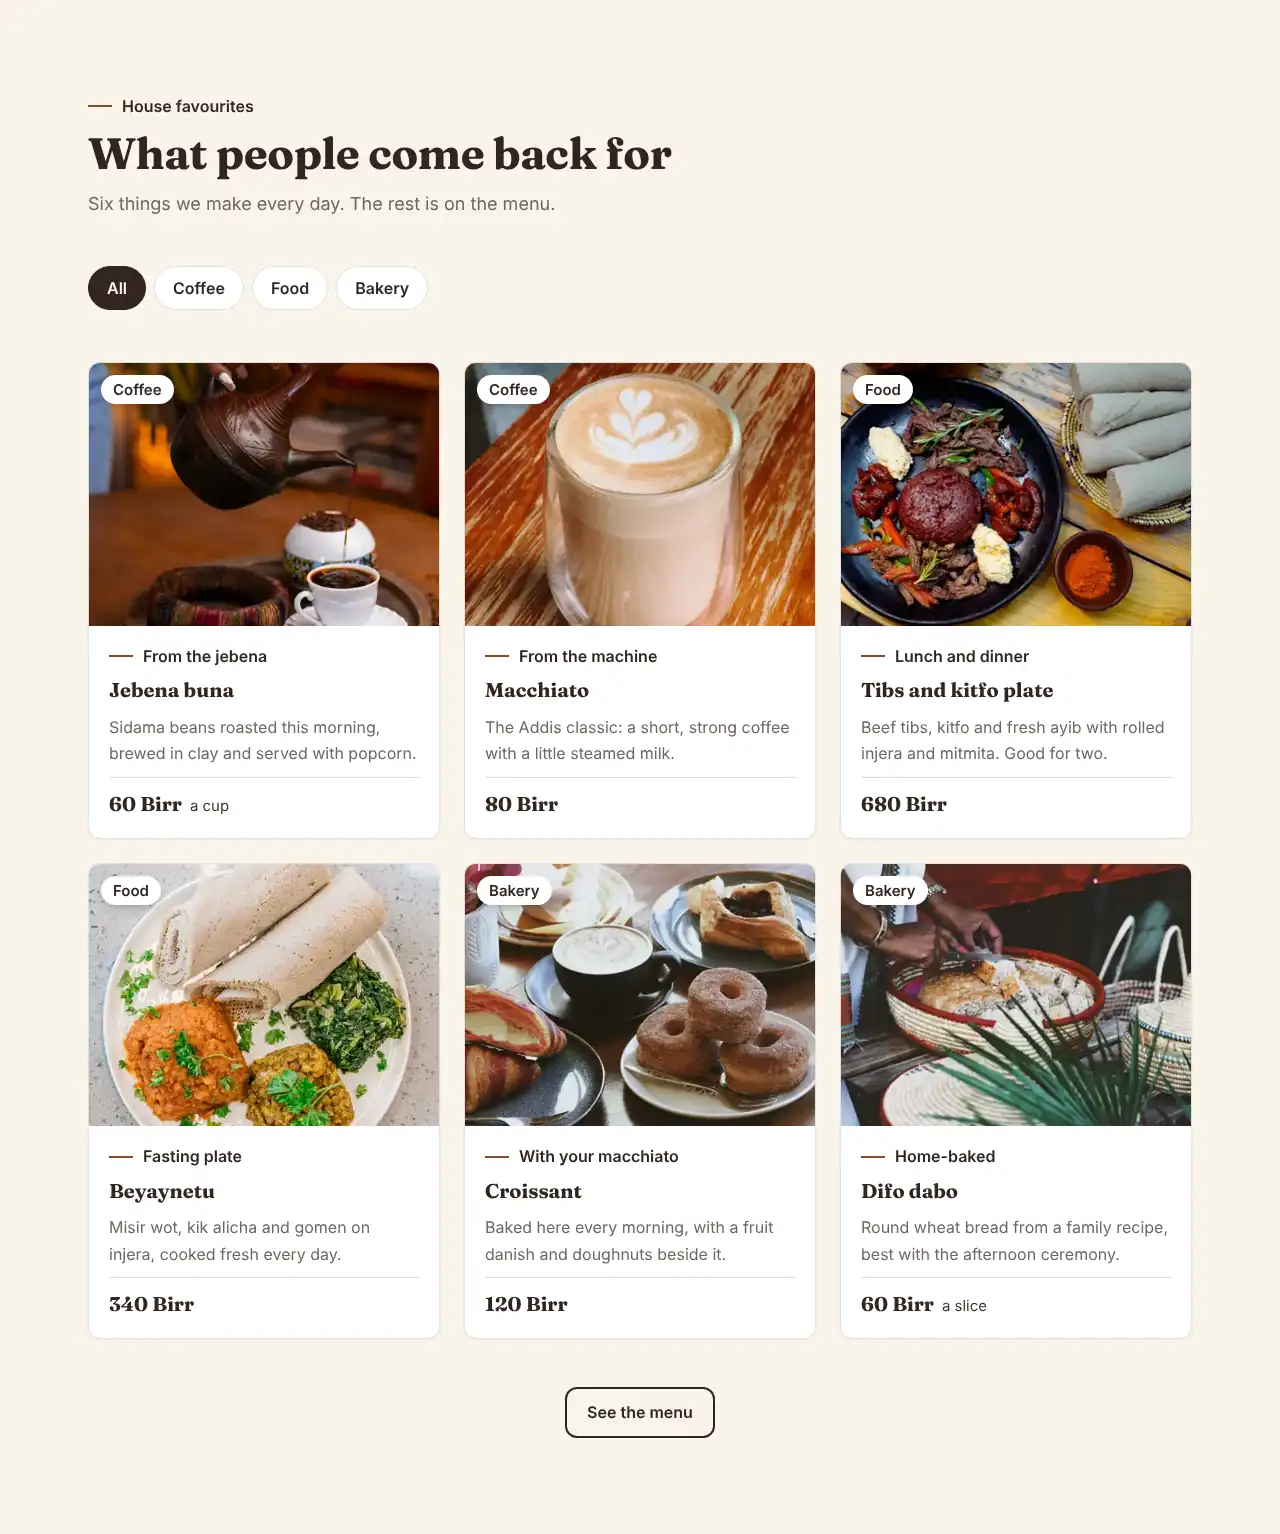 House favourites
What people come back for
Six things we make every day. The rest is on the menu.
All
Coffee
Food
Bakery
Coffee
From the jebena
Jebena buna
Sidama beans roasted this morning,
brewed in clay and served with popcorn.
60 Birr a cup
Coffee
From the machine
Macchiato
The Addis classic: a short, strong coffee
with a little steamed milk.
80 Birr
Food
Lunch and dinner
Tibs and kitfo plate
Beef tibs, kitfo and fresh ayib with rolled
injera and mitmita. Good for two.
680 Birr
Food
Fasting plate
Beyaynetu
Misir wot, kik alicha and gomen on
injera, cooked fresh every day.
340 Birr
Bakery
With your macchiato
Croissant
Baked here every morning, with a fruit
danish and doughnuts beside it.
120 Birr
Bakery
Home-baked
Difo dabo
Round wheat bread from a family recipe,
best with the afternoon ceremony.
60 Birr a slice
See the menu